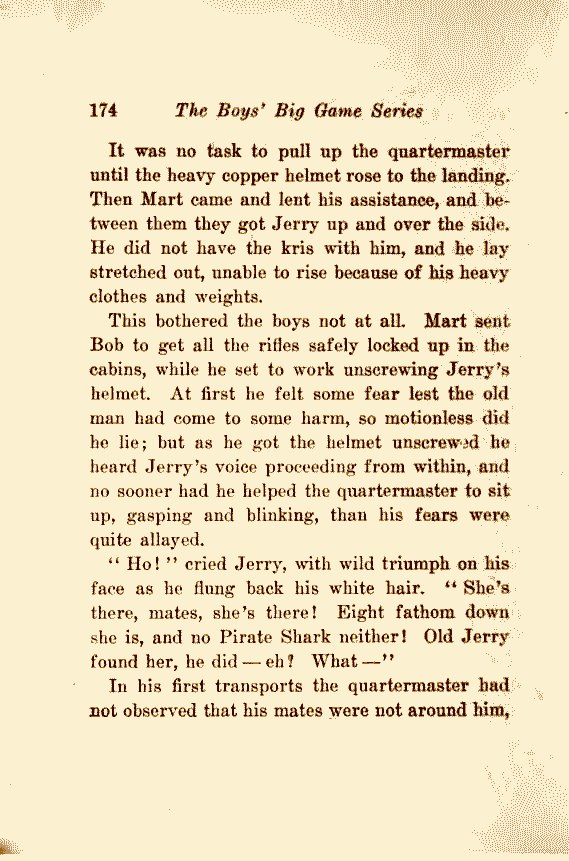 174 The Boys' Big Game Series
It was no task to pull up the quartermaster
until the heavy copper helmet rose to the landing.
Then Mart came and lent his assistance, and be-
tween them they got Jerry up and over the side.
He did not have the kris with him, and he lay
stretched out, unable to rise because of his heavy
clothes and weights.
This bothered the boys not at all. Mart sent
Bob to get all the rifles safely locked up in the
cabins, while he set to work unscrewing Jerry's
helmet. At first he felt some fear lest the old
man had come to some harm, so motionless did
he lie; but as he got the helmet unscrewed he
heard Jerry's voice proceeding from within, and
no sooner had he helped the quartermaster to sit
up, gasping and blinking, than his fears were
quite allayed.
"Ho!" cried Jerry, with wild triumph on his
face as he flung back his white hair. "She's
there, mates, she's there! Eight fathom down
she is, and no Pirate Shark neither! Old Jerry
found her, he did — eh? What —"
In his first transports the quartermaster had
not observed that his mates were not around him,